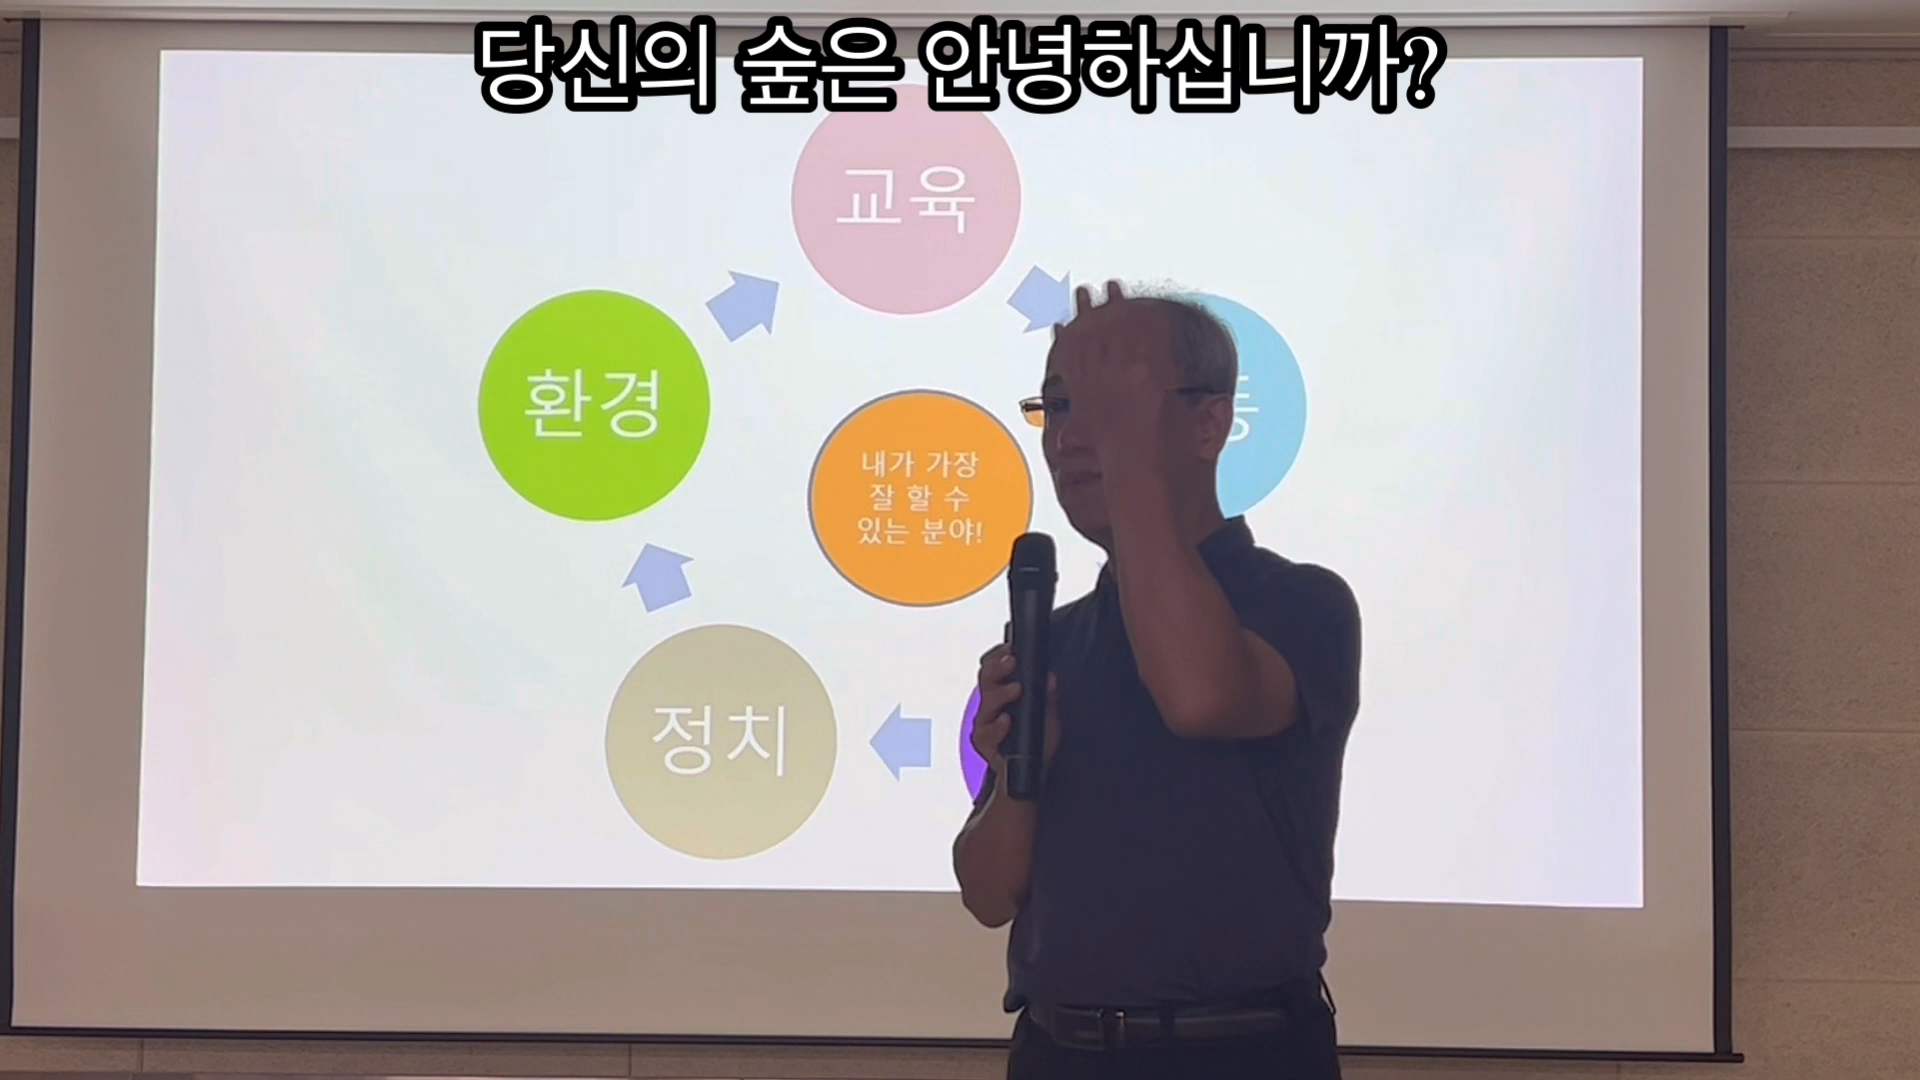 당신의 숲은 안녕하십니까?
교육
환경
내가 가장
잘 할 수
있는 분야!
정치